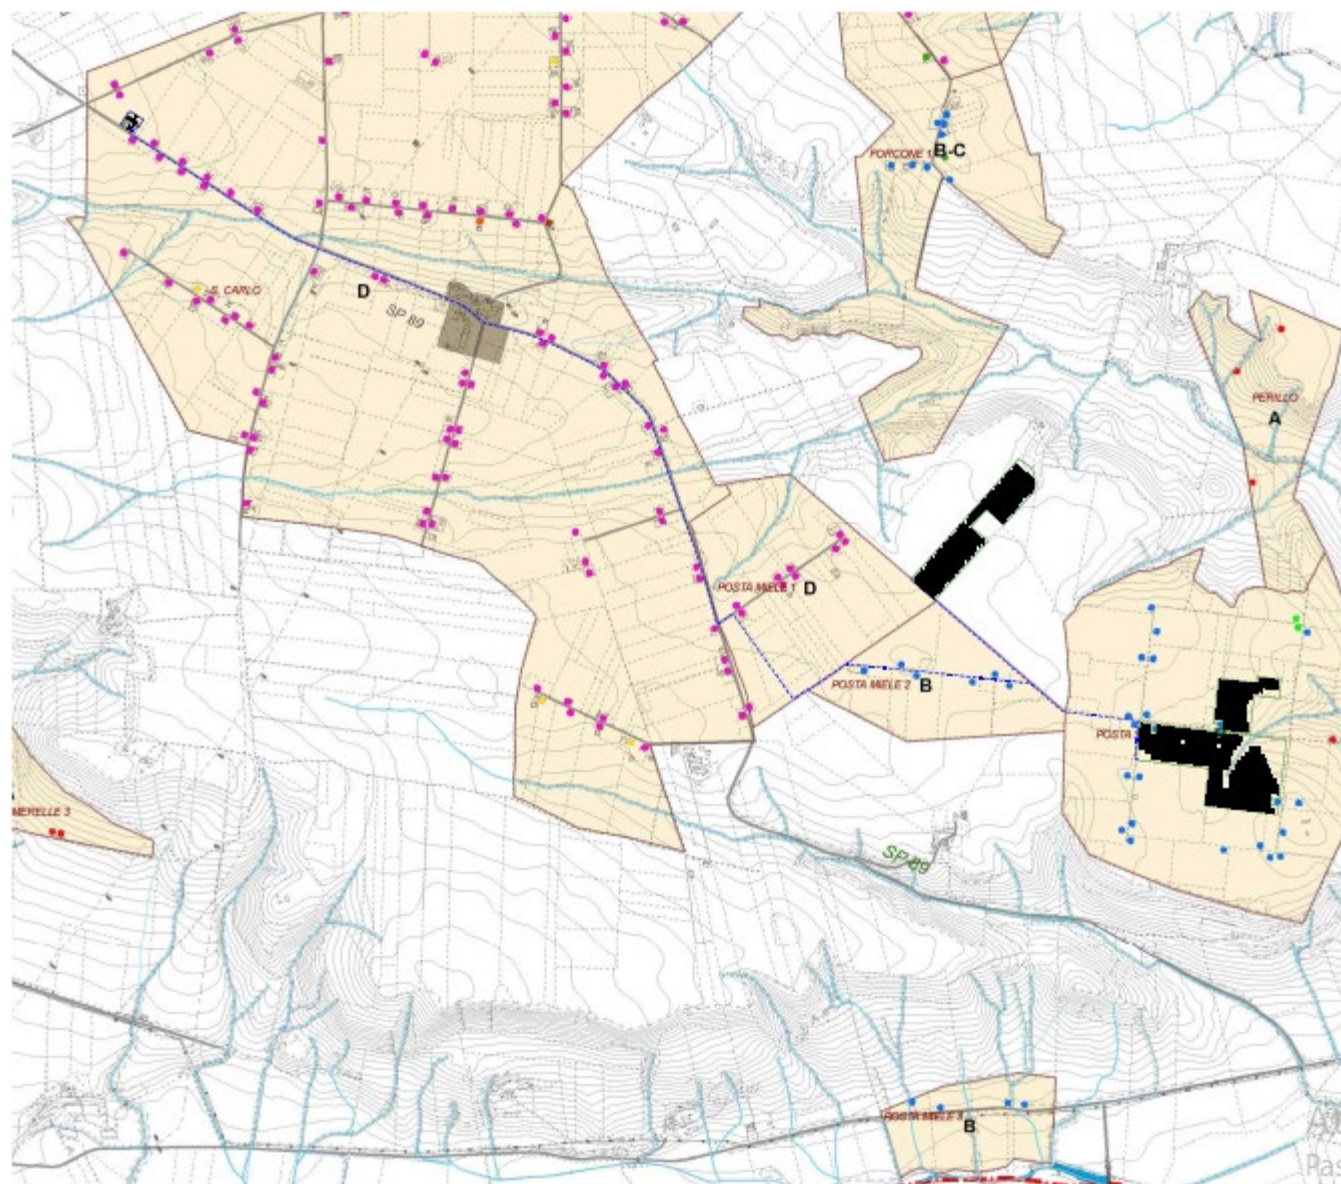 FORCONE 1
B-C
S. CARLO
D
SP 89
PERILLO
A
POSTA MIELE 1
D
POSTA MIELE 2
B
POSTA
MERELLE 3
SP 89
POSTA MIELE 3
B
Pas